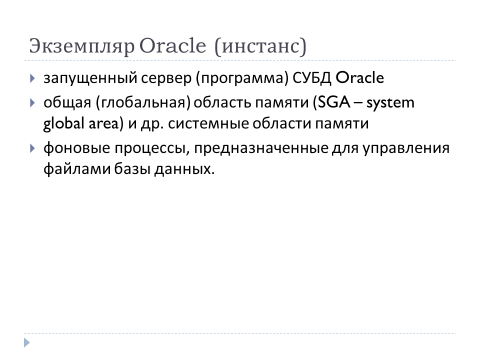 Экземпляр Oracle (инстанс)
запущенный сервер (программа) СУБД Oracle
общая (глобальная) область памяти (SGA – system
global area) и др. системные области памяти
фоновые процессы, предназначенные для управления
файлами базы данных.